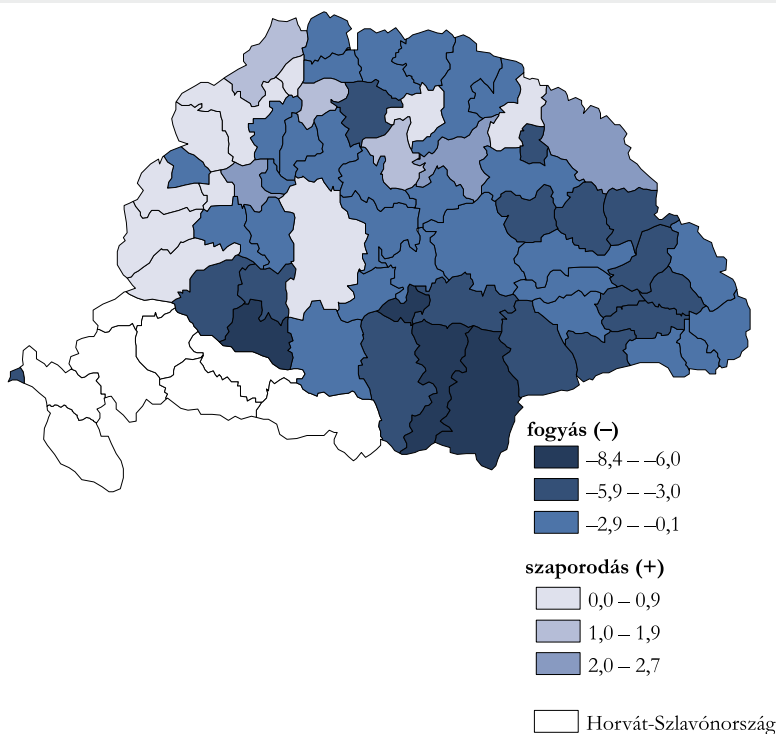 fogyás (–)
–8,4 – –6,0
–5,9 – –3,0
–2,9 – –0,1
szaporodás (+)
0,0 – 0,9
1,0 – 1,9
2,0 – 2,7
Horvát-Szlavónország